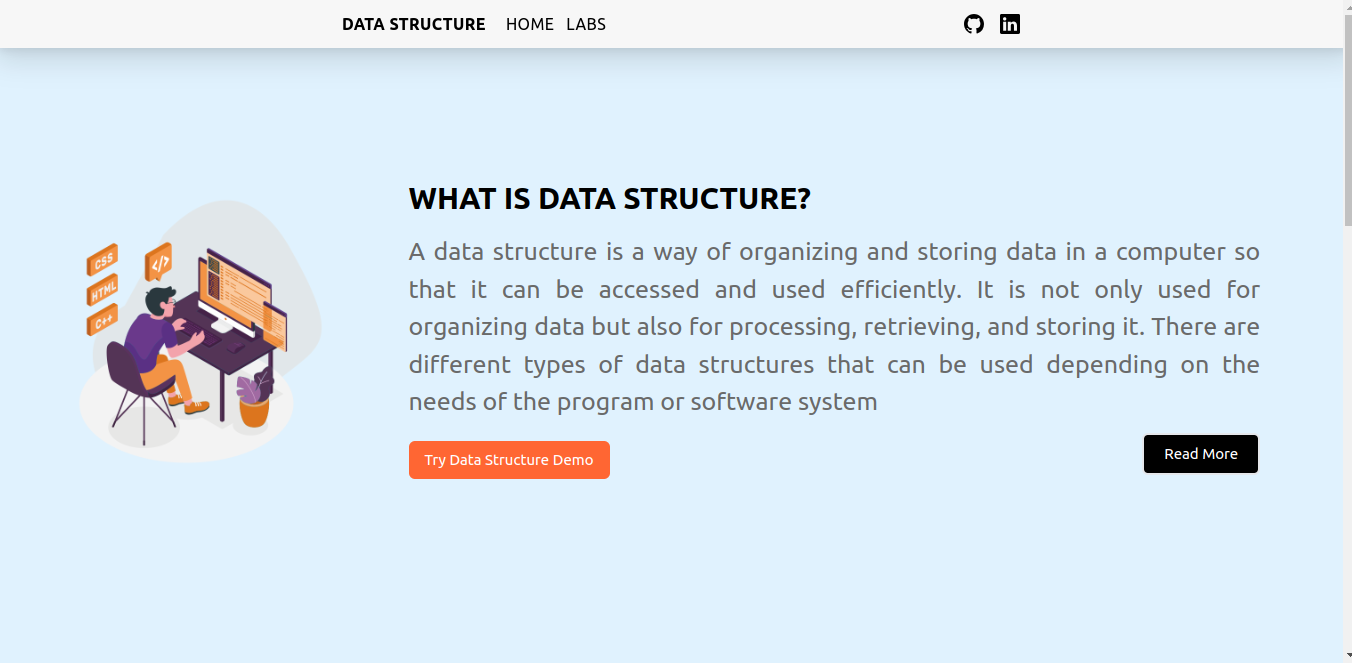 DATA STRUCTURE HOME LABS
WHAT IS DATA STRUCTURE?
A data structure is a way of organizing and storing data in a computer so
that it can be accessed and used efficiently. It is not only used for
organizing data but also for processing, retrieving, and storing it. There are
different types of data structures that can be used depending on the
needs of the program or software system
CSS
</>
HTML
C++
Try Data Structure Demo
Read More